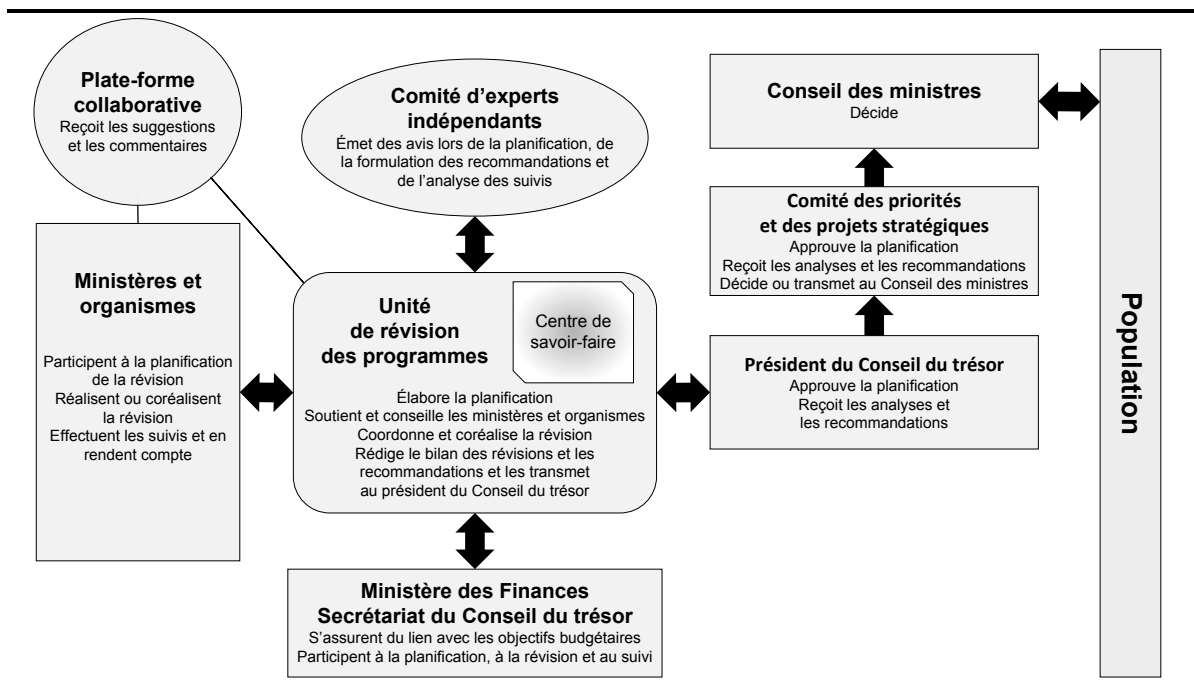 Plate-forme
collaborative
Reçoit les suggestions
et les commentaires
Comité d'experts
indépendants
Émet des avis lors de la planification, de
la formulation des recommandations et
de l'analyse des suivis
Conseil des ministres
Décide
Comité des priorités
et des projets stratégiques
Approuve la planification
Reçoit les analyses et les recommandations
Décide ou transmet au Conseil des ministres
Ministères et
organismes
Participent à la planification
de la révision
Réalisent ou coréalisent
la révision
Effectuent les suivis et en
rendent compte
Unité
de révision
des programmes
Centre de
savoir-faire
Élabore la planification
Soutient et conseille les ministères et organismes
Coordonne et coréalise la révision
Rédige le bilan des révisions et les
recommandations et les transmet
au président du Conseil du trésor
Président du Conseil du trésor
Approuve la planification
Reçoit les analyses et
les recommandations
Population
Ministère des Finances
Secrétariat du Conseil du trésor
S'assurent du lien avec les objectifs budgétaires
Participent à la planification, à la révision et au suivi